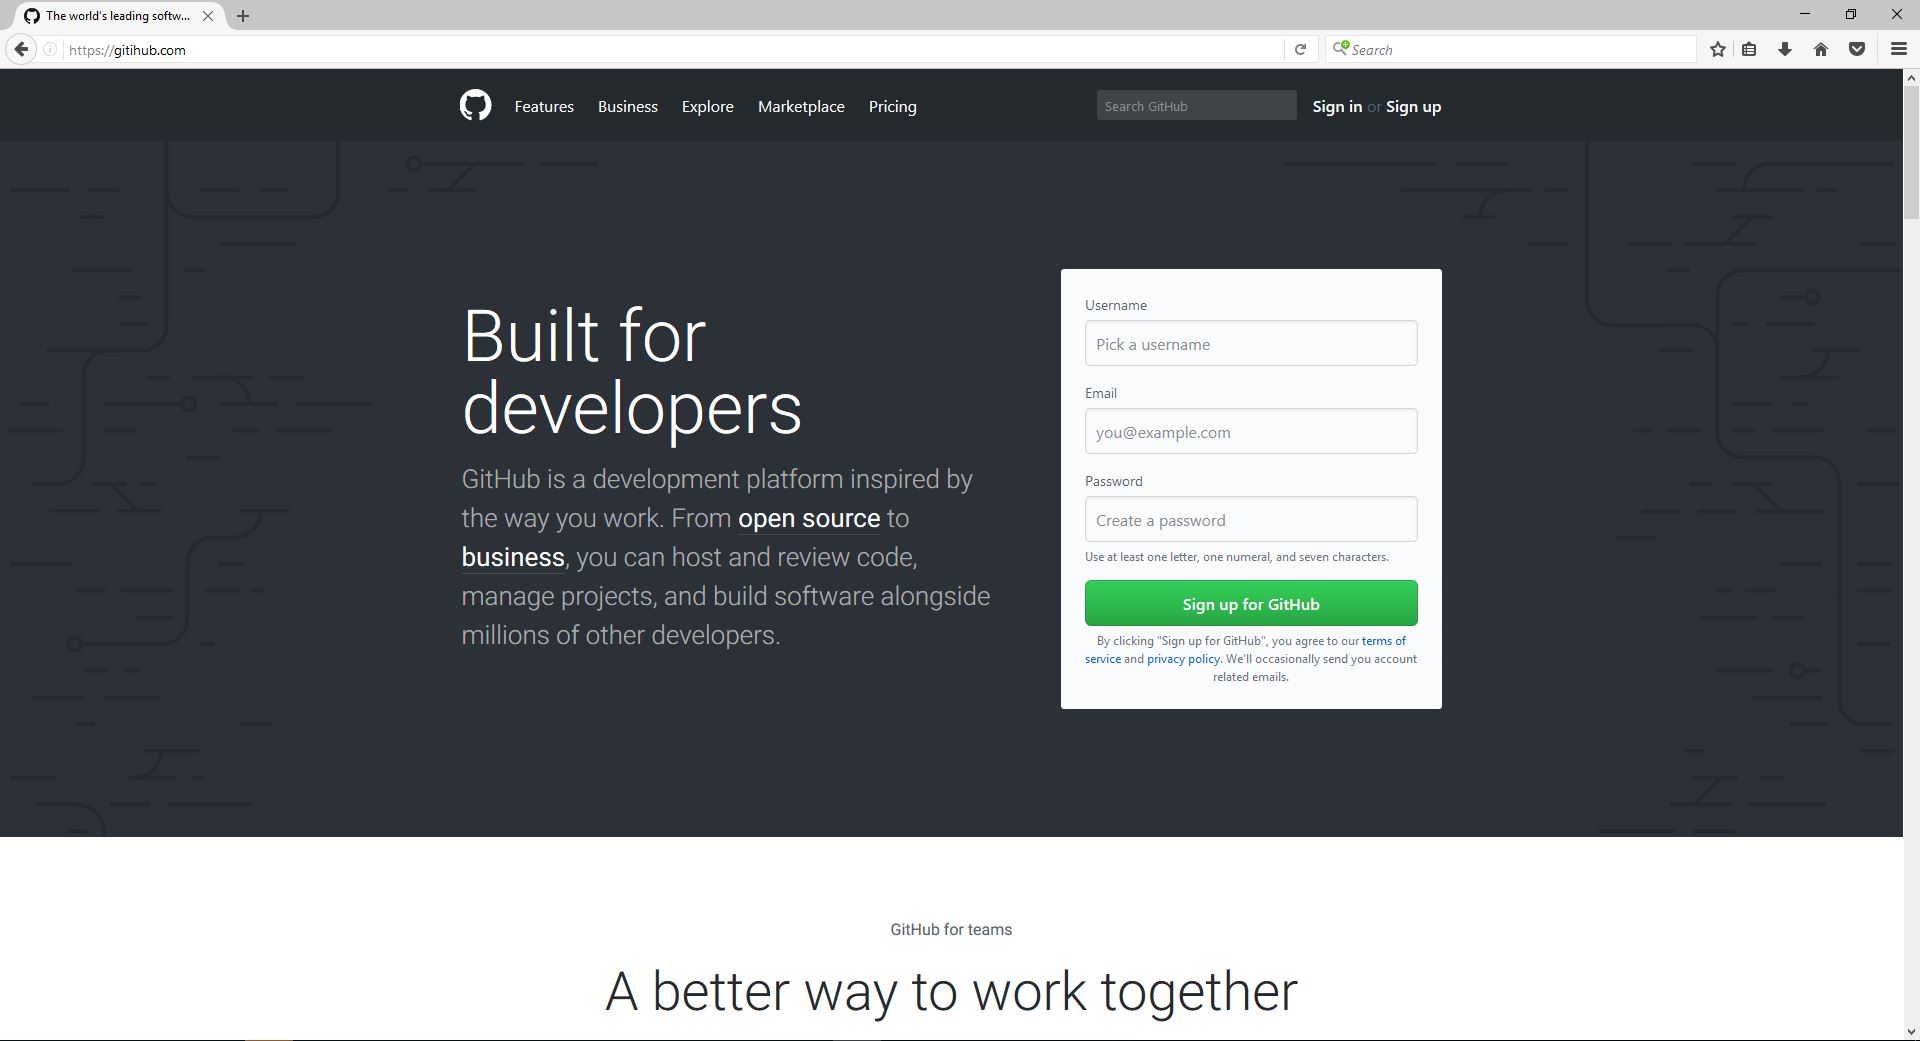 The world's leading softw...
https://gitihub.com
Search
Features Business Explore Marketplace Pricing
Search GitHub
Sign in or Sign up
Built for
developers
GitHub is a development platform inspired by
the way you work. From open source to
business, you can host and review code,
manage projects, and build software alongside
millions of other developers.
Username
Pick a username
Email
you@example.com
Password
Create a password
Use at least one letter, one numeral, and seven characters.
Sign up for GitHub
By clicking "Sign up for GitHub", you agree to our terms of
service and privacy policy. We'll occasionally send you account
related emails.
GitHub for teams
A better way to work together